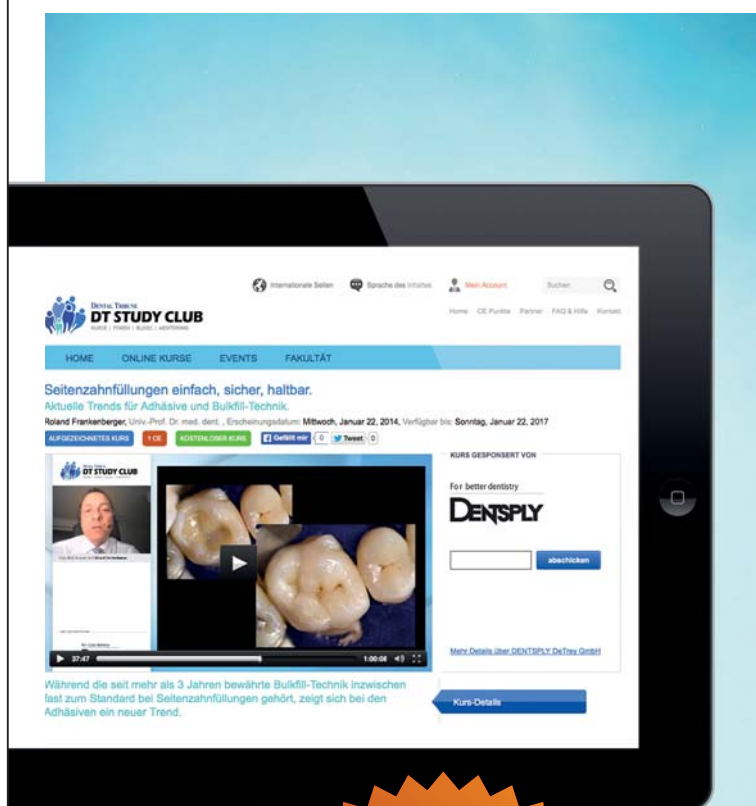 Internationale Seiten Sprache des Inhaltes Mein Account Suchen
DENTAL TRIBUNE
DT STUDY CLUB
Home CE Punkte Partner FAQ & Hilfe Kontakt
HOME ONLINE KURSE EVENTS FAKULTÄT
Seitenzahnfüllungen einfach, sicher, haltbar.
Aktuelle Trends für Adhäsive und Bulkfill-Technik.
Roland Frankenberger, Univ.-Prof. Dr. med. dent. , Erscheinungsdatum: Mittwoch, Januar 22, 2014, Verfügbar bis: Sonntag, Januar 22, 2017
AUFGEZEICHNETES KURS 1 CE KOSTENLOSER KURS Gefällt mir 0 Tweet 0
KURS GESPONSERT VON
DT STUDY CLUB
For better dentistry
DENTSPLY
abschicken
37:47 1:00:08
Mehr Details über DENTSPLY DeTrey GmbH
Während die seit mehr als 3 Jahren bewährte Bulkfill-Technik inzwischen
fast zum Standard bei Seitenzahnfüllungen gehört, zeigt sich bei den
Adhäsiven ein neuer Trend.
Kurs-Details